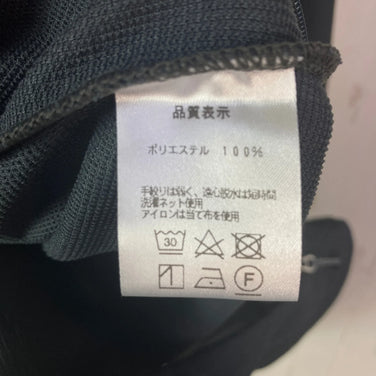 品質表示
ポリエステル 100%
手絞りは弱く、遠心脱水は短時間
洗濯ネット使用
アイロンは当て布を使用
30
F